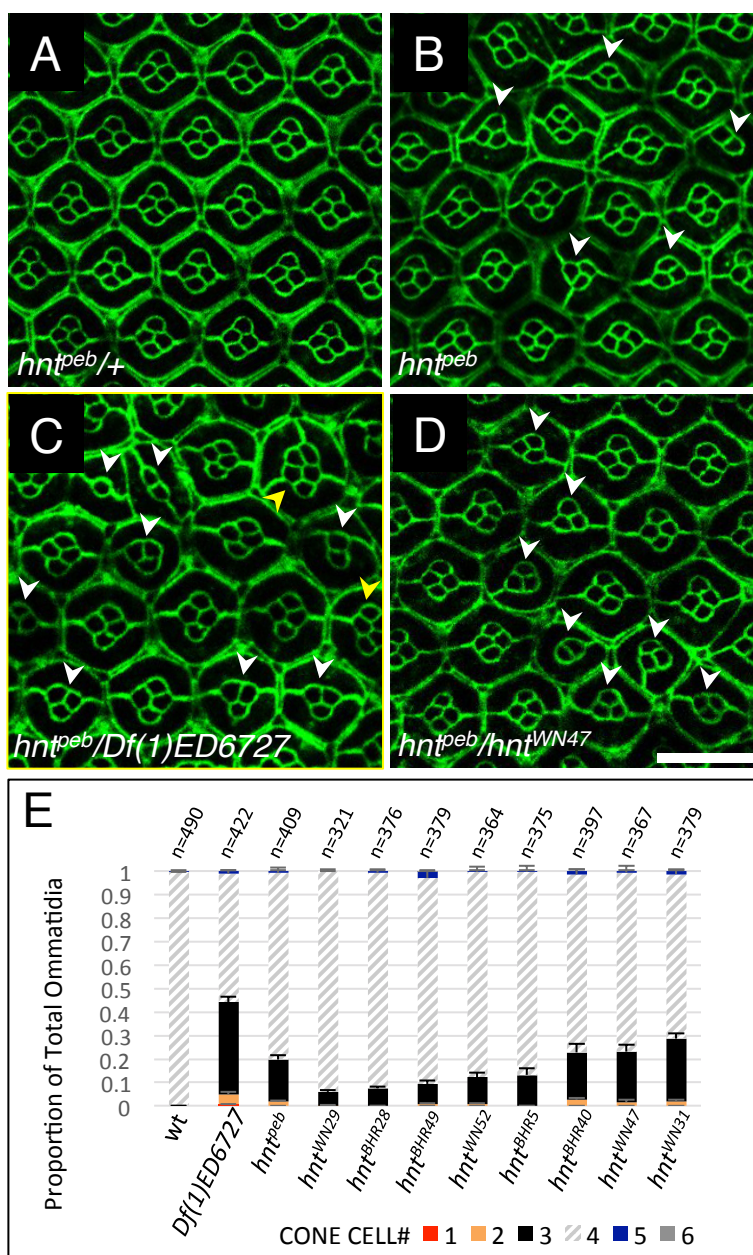 A
hnt^peb/+
B
hnt^peb
C
hnt^peb/Df(1)ED6727
D
hnt^peb/hnt^WN47
E
n=490 n=422 n=409 n=321 n=376 n=379 n=364 n=375 n=397 n=367 n=379
Proportion of Total Ommatidia
1
0.9
0.8
0.7
0.6
0.5
0.4
0.3
0.2
0.1
0
wt Df(1)ED6727 hnt^peb hnt^WN29 hnt^BHR28 hnt^BHR49 hnt^WN52 hnt^BHR5 hnt^BHR40 hnt^WN47 hnt^WN31
CONE CELL# 1 2 3 4 5 6